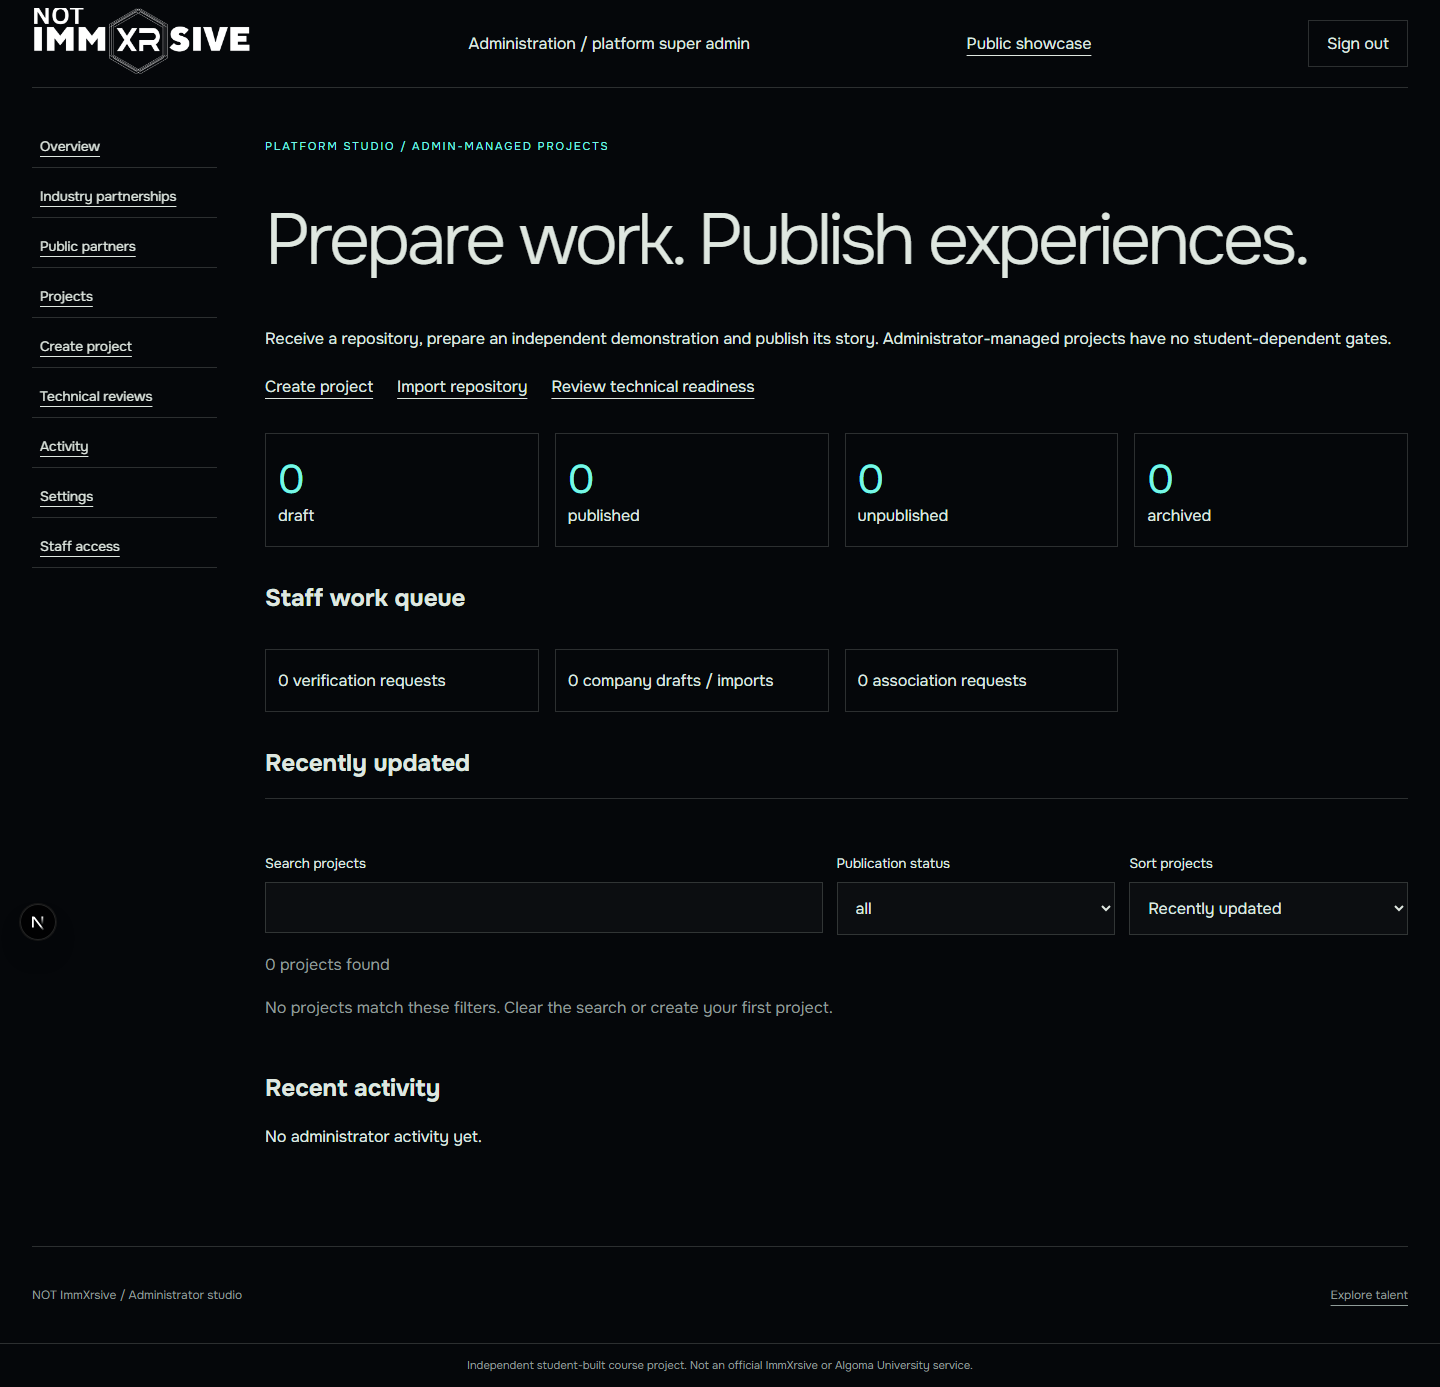 NOT
IMMXRSIVE
Administration / platform super admin
Public showcase
Sign out
Overview
Industry partnerships
Public partners
Projects
Create project
Technical reviews
Activity
Settings
Staff access
PLATFORM STUDIO / ADMIN-MANAGED PROJECTS
Prepare work. Publish experiences.
Receive a repository, prepare an independent demonstration and publish its story. Administrator-managed projects have no student-dependent gates.
Create project
Import repository
Review technical readiness
0
draft
0
published
0
unpublished
0
archived
Staff work queue
0 verification requests
0 company drafts / imports
0 association requests
Recently updated
Search projects
Publication status
all
Sort projects
Recently updated
0 projects found
No projects match these filters. Clear the search or create your first project.
N
Recent activity
No administrator activity yet.
NOT ImmXrsive / Administrator studio
Explore talent
Independent student-built course project. Not an official ImmXrsive or Algoma University service.